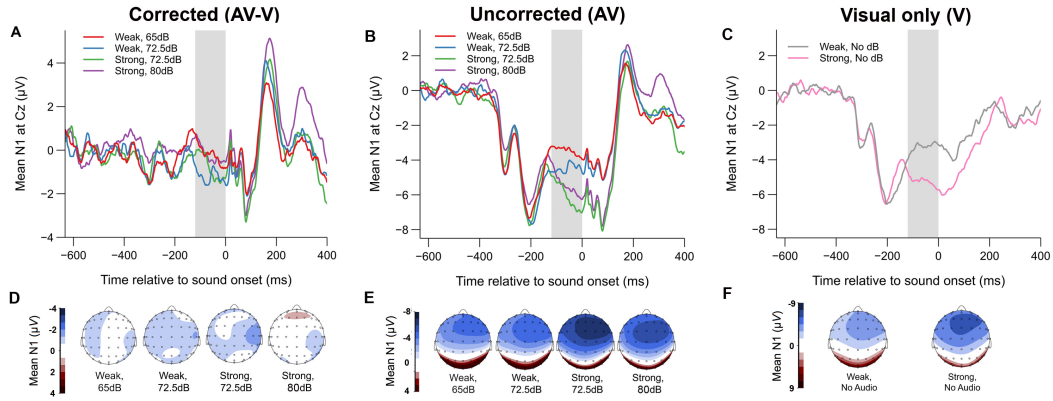 Corrected (AV-V)
Uncorrected (AV)
Visual only (V)
A
Weak, 65dB
Weak, 72.5dB
Strong, 72.5dB
Strong, 80dB
Mean N1 at Cz (µV)
4
2
0
−2
−4
−600
−400
−200
0
200
400
Time relative to sound onset (ms)
B
Weak, 65dB
Weak, 72.5dB
Strong, 72.5dB
Strong, 80dB
Mean N1 at Cz (µV)
2
0
−2
−4
−6
−8
−600
−400
−200
0
200
400
Time relative to sound onset (ms)
C
Weak, No dB
Strong, No dB
Mean N1 at Cz (µV)
2
0
−2
−4
−6
−8
−600
−400
−200
0
200
400
Time relative to sound onset (ms)
D
Mean N1 (µV)
-4
-2
0
2
4
Weak,
65dB
Weak,
72.5dB
Strong,
72.5dB
Strong,
80dB
E
Mean N1 (µV)
-8
-4
0
4
Weak,
65dB
Weak,
72.5dB
Strong,
72.5dB
Strong,
80dB
F
Mean N1 (µV)
-9
0
9
Weak,
No Audio
Strong,
No Audio